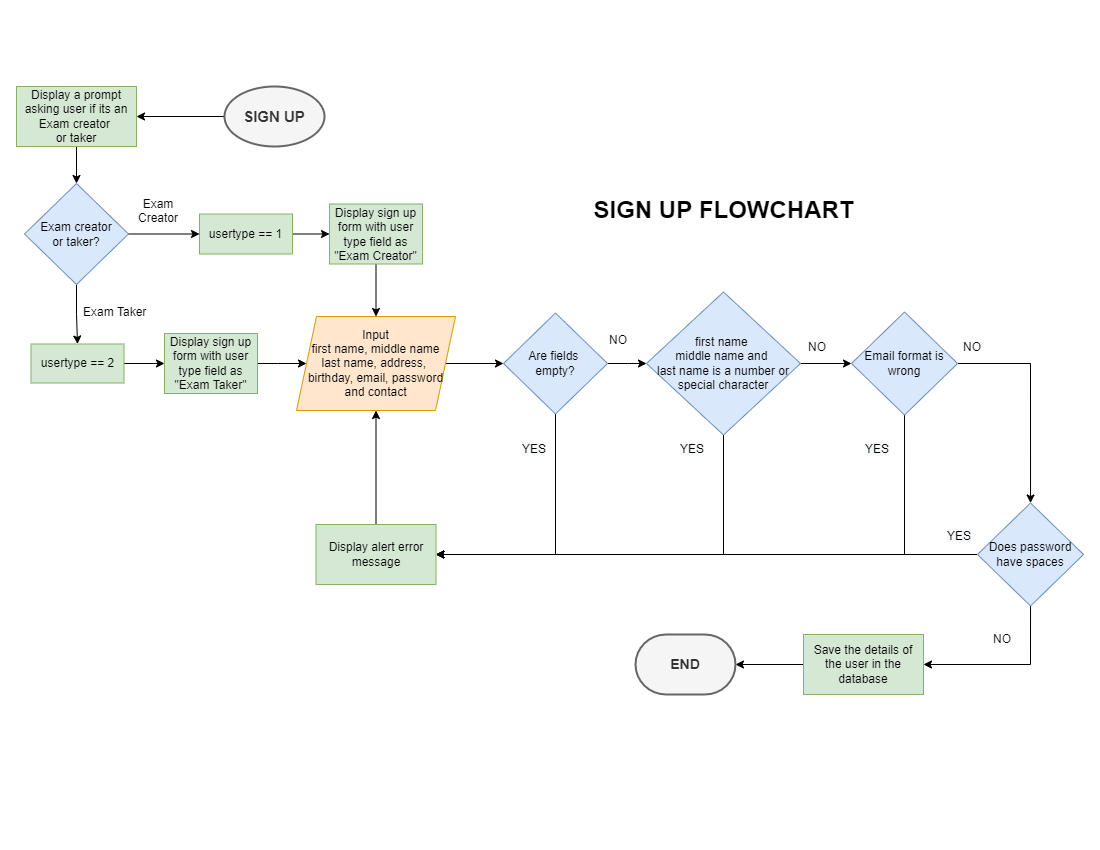 Display a prompt
asking user if its an
Exam creator
or taker
SIGN UP
Exam creator
or taker?
Exam
Creator
usertype == 1
Display sign up
form with user
type field as
"Exam Creator"
SIGN UP FLOWCHART
Exam Taker
usertype == 2
Display sign up
form with user
type field as
"Exam Taker"
Input
first name, middle name
last name, address,
birthday, email, password
and contact
Are fields
empty?
NO
first name
middle name and
last name is a number or
special character
NO
Email format is
wrong
NO
YES
YES
YES
Display alert error
message
YES
Does password
have spaces
NO
Save the details of
the user in the
database
END